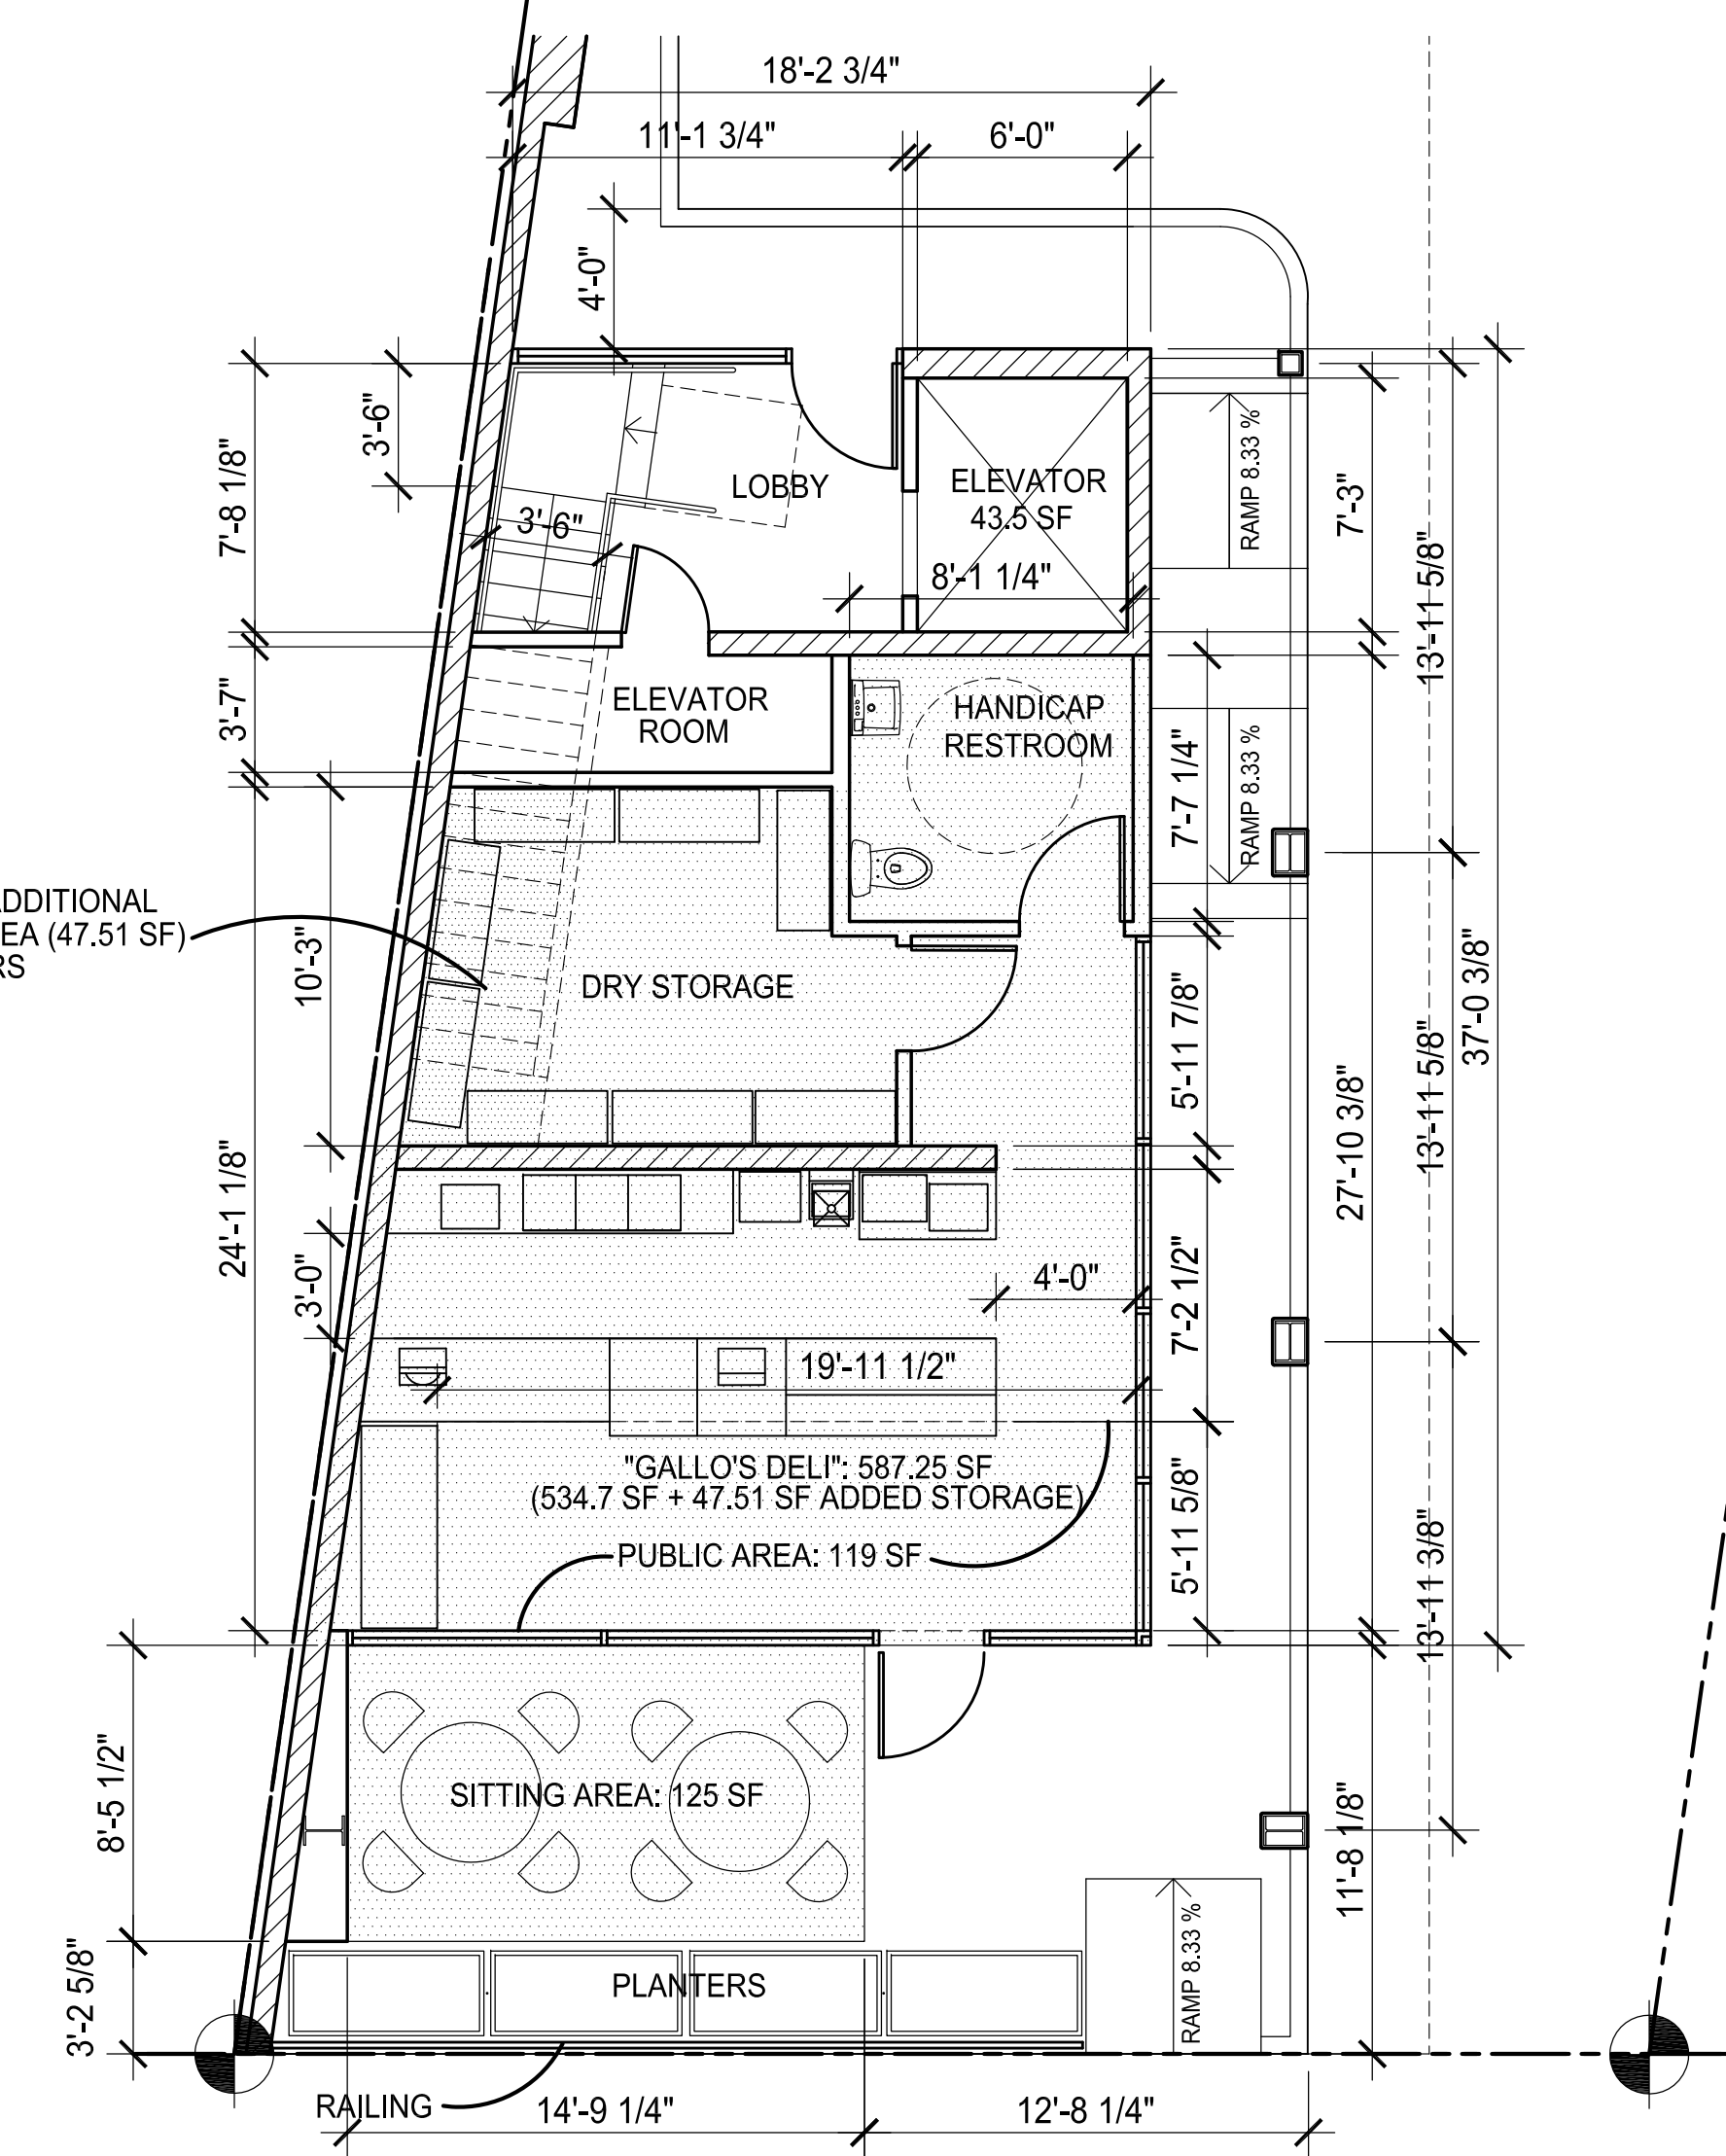 18'-2 3/4"
11'-1 3/4"
6'-0"
4'-0"
3'-6"
7'-8 1/8"
LOBBY
ELEVATOR
43.5 SF
RAMP 8.33 %
7'-3"
13'-11 5/8"
3'-6"
8'-1 1/4"
3'-7"
ELEVATOR
ROOM
HANDICAP
RESTROOM
7'-7 1/4"
RAMP 8.33 %
DDITIONAL
EA (47.51 SF)
RS
10'-3"
DRY STORAGE
5'-11 7/8"
37'-0 3/8"
27'-10 3/8"
13'-11 5/8"
24'-1 1/8"
3'-0"
4'-0"
7'-2 1/2"
19'-11 1/2"
"GALLO'S DELI": 587.25 SF
(534.7 SF + 47.51 SF ADDED STORAGE)
PUBLIC AREA: 119 SF
5'-11 5/8"
13'-11 3/8"
8'-5 1/2"
SITTING AREA: 125 SF
11'-8 1/8"
3'-2 5/8"
PLANTERS
RAMP 8.33 %
RAILING
14'-9 1/4"
12'-8 1/4"